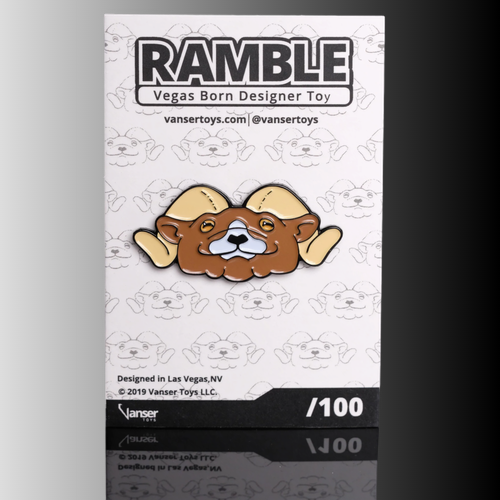 RAMBLE
Vegas Born Designer Toy
vansertoys.com|@vansertoys
Designed in Las Vegas,NV
© 2019 Vanser Toys LLC.
Vanser
TOYS
/100